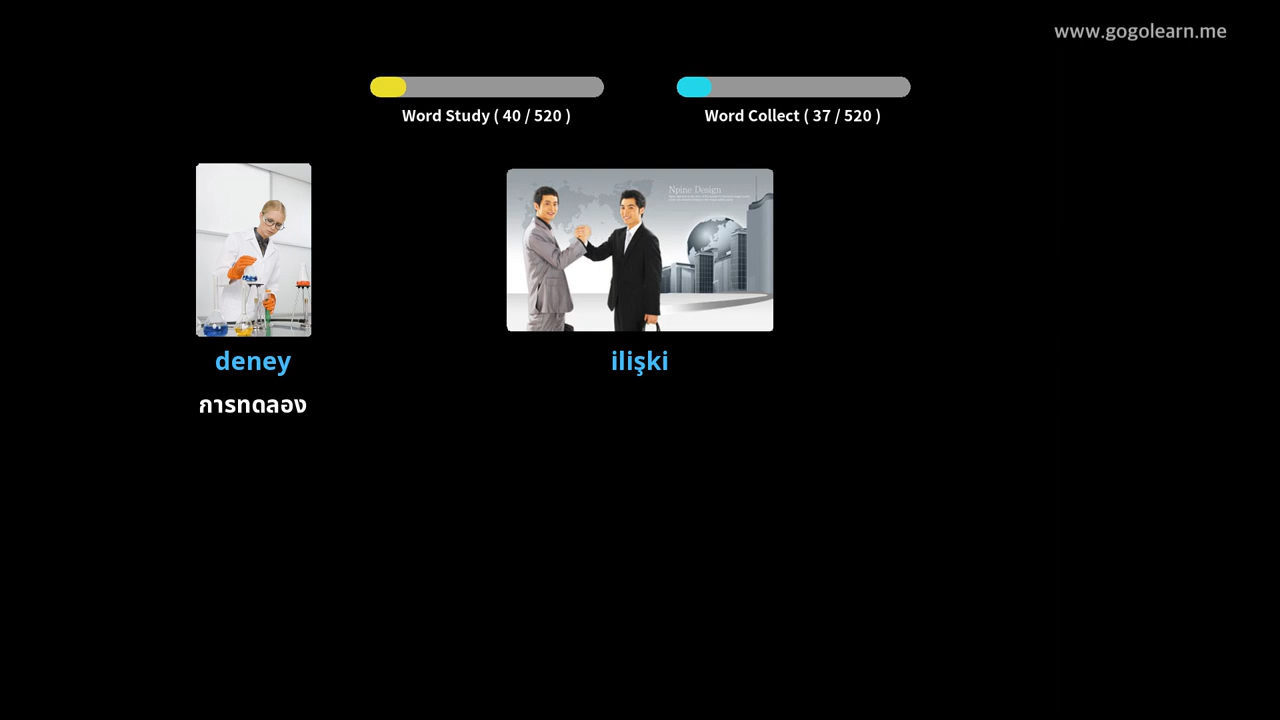 www.gogolearn.me
Word Study ( 40 / 520 )
Word Collect ( 37 / 520 )
Npine Design
deney
ilişki
การทดลอง